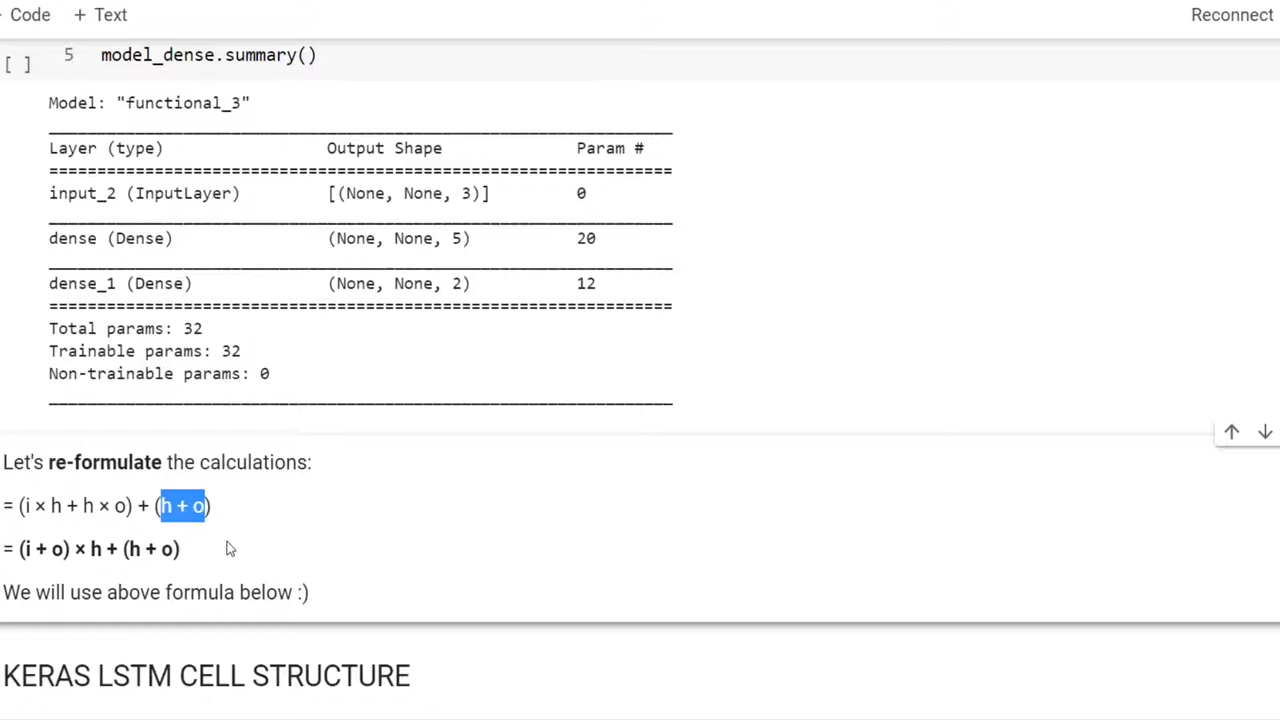 Code + Text Reconnect
[ ] 5 model_dense.summary()
Model: "functional_3"
Layer (type) Output Shape Param #
=================================================================
input_2 (InputLayer) [(None, None, 3)] 0
dense (Dense) (None, None, 5) 20
dense_1 (Dense) (None, None, 2) 12
=================================================================
Total params: 32
Trainable params: 32
Non-trainable params: 0
Let's re-formulate the calculations:
= (i × h + h × o) + (h + o)
= (i + o) × h + (h + o)
We will use above formula below :)
KERAS LSTM CELL STRUCTURE